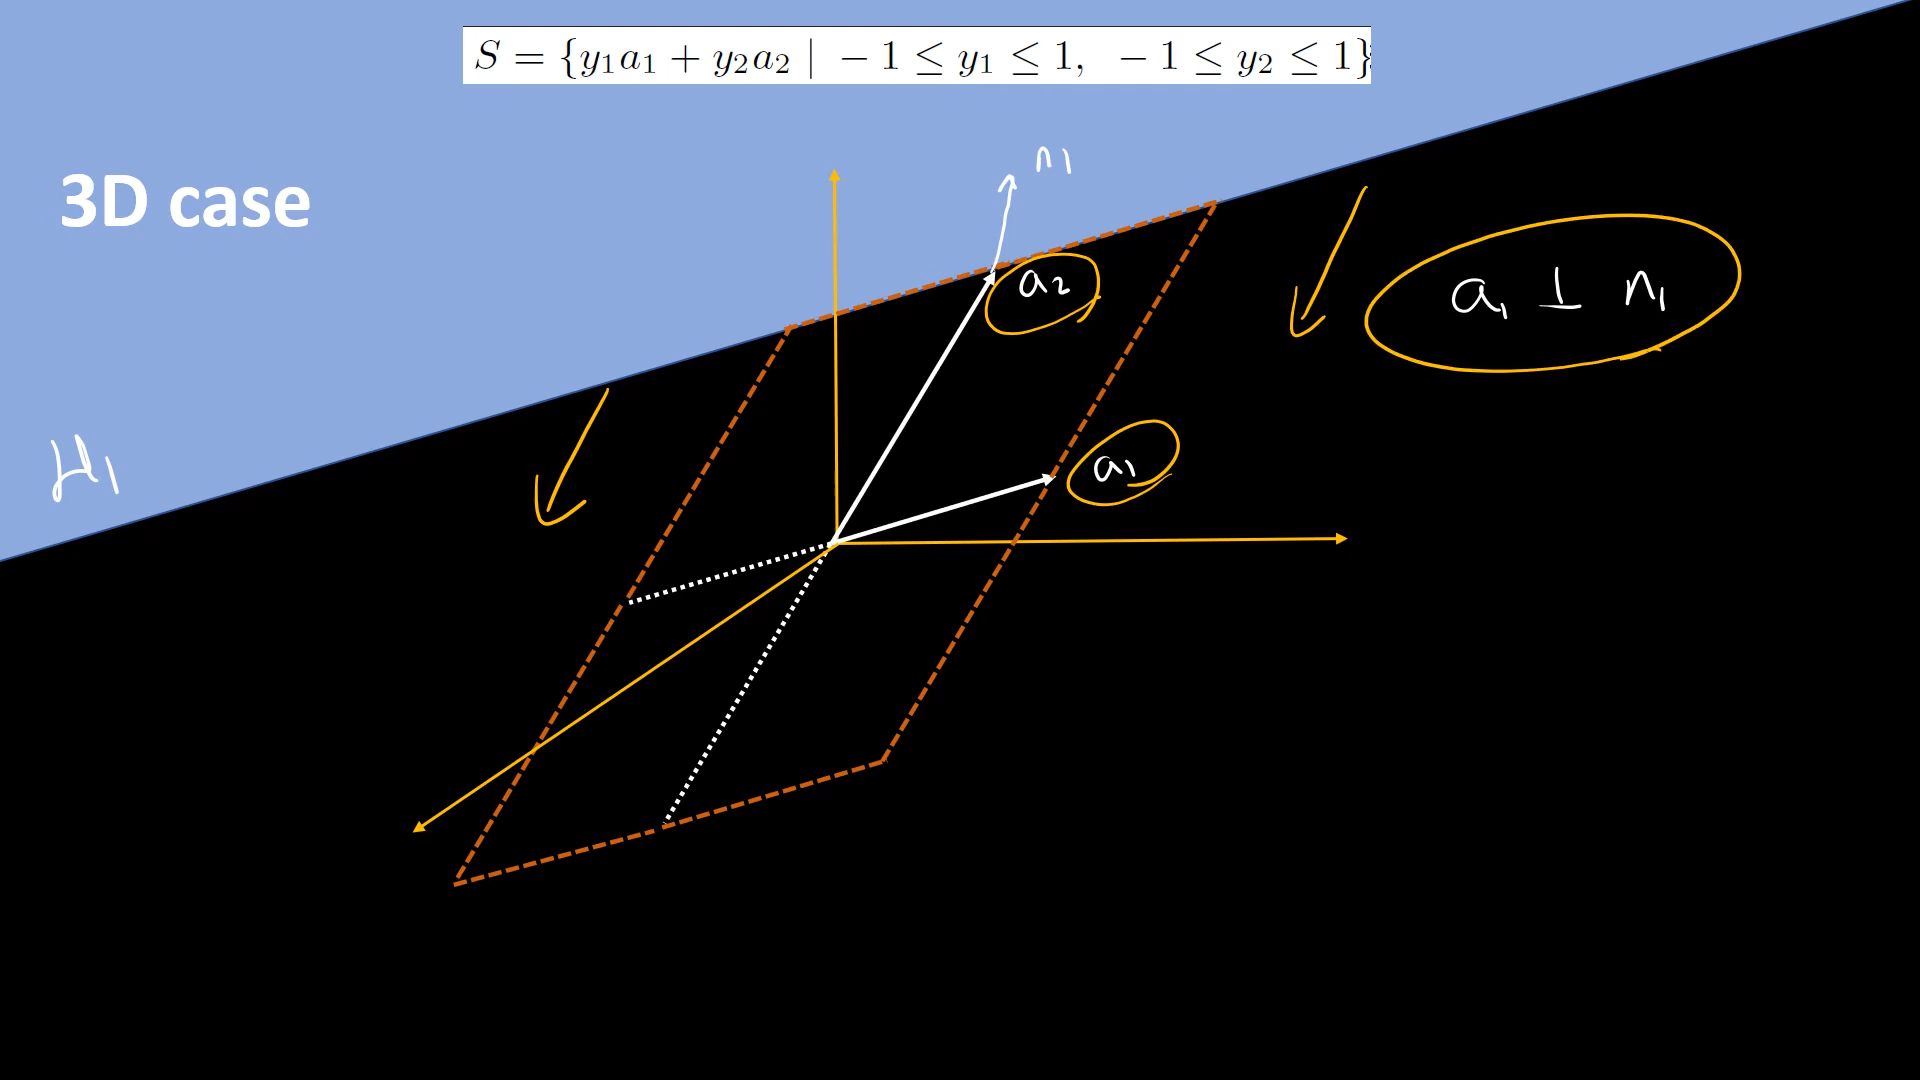 S = {y₁a₁ + y₂a₂ | − 1 ≤ y₁ ≤ 1, − 1 ≤ y₂ ≤ 1}
n₁
3D case
a₂
a₁ ⊥ n₁
H₁
a₁